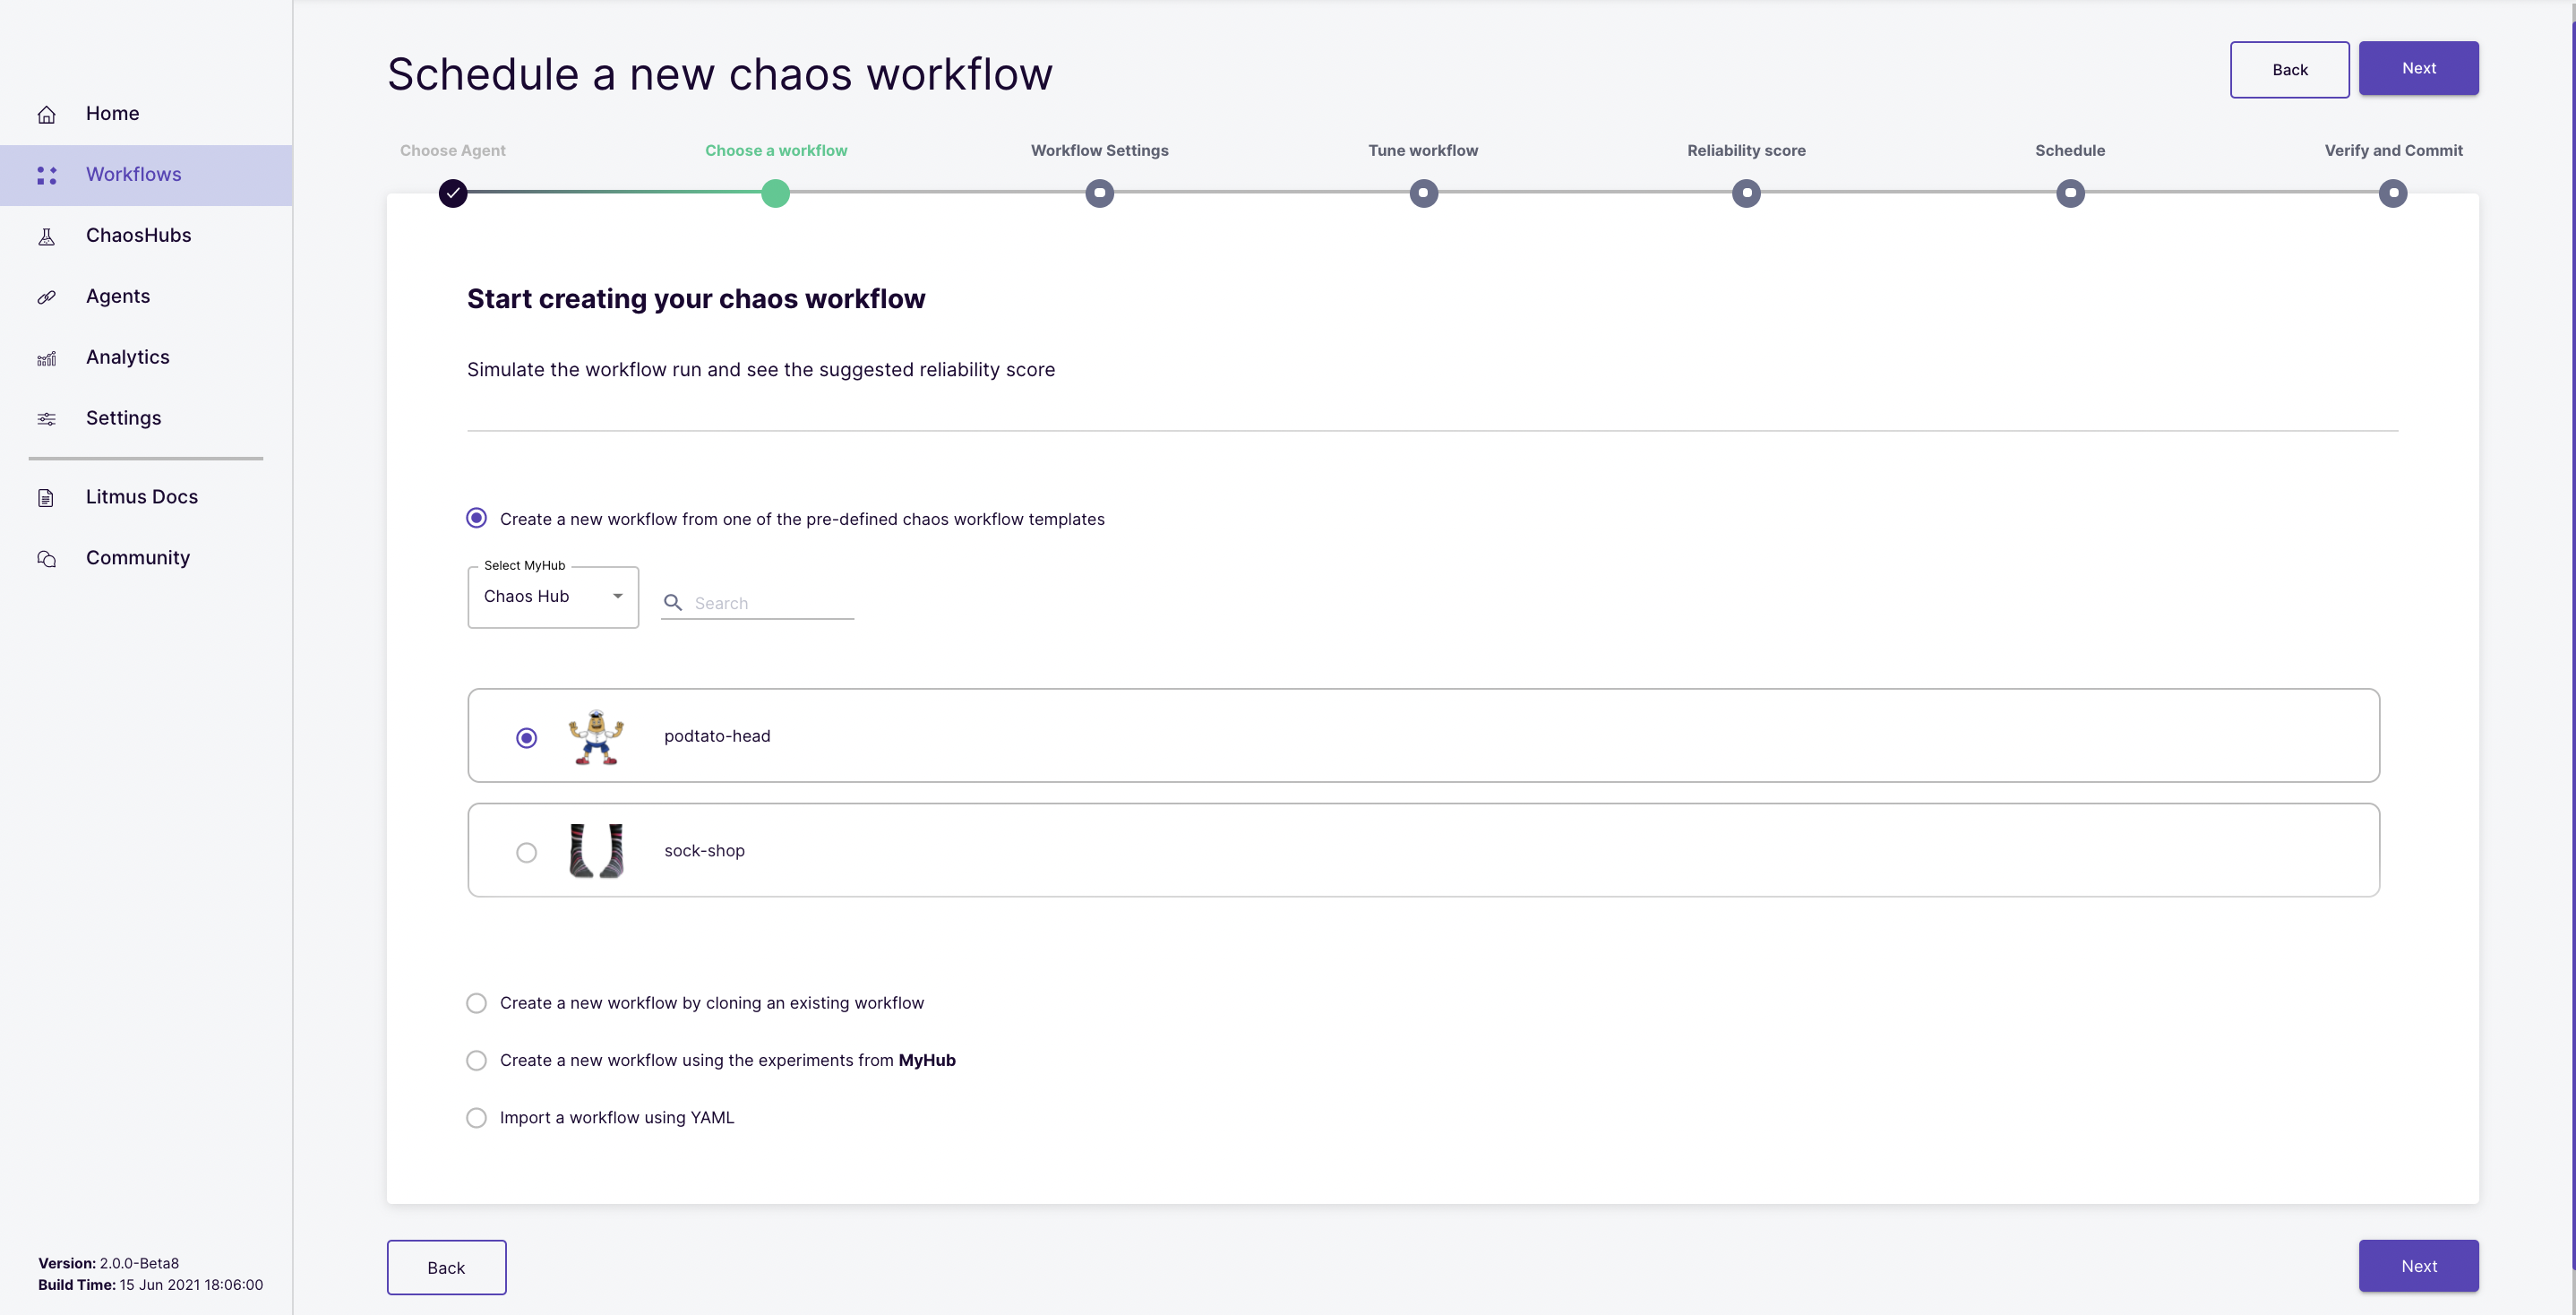 Home
Workflows
ChaosHubs
Agents
Analytics
Settings
Litmus Docs
Community
Version: 2.0.0-Beta8
Build Time: 15 Jun 2021 18:06:00
Schedule a new chaos workflow
Back
Next
Choose Agent
Choose a workflow
Workflow Settings
Tune workflow
Reliability score
Schedule
Verify and Commit
Start creating your chaos workflow
Simulate the workflow run and see the suggested reliability score
Create a new workflow from one of the pre-defined chaos workflow templates
Select MyHub
Chaos Hub
Search
podtato-head
sock-shop
Create a new workflow by cloning an existing workflow
Create a new workflow using the experiments from MyHub
Import a workflow using YAML
Back
Next